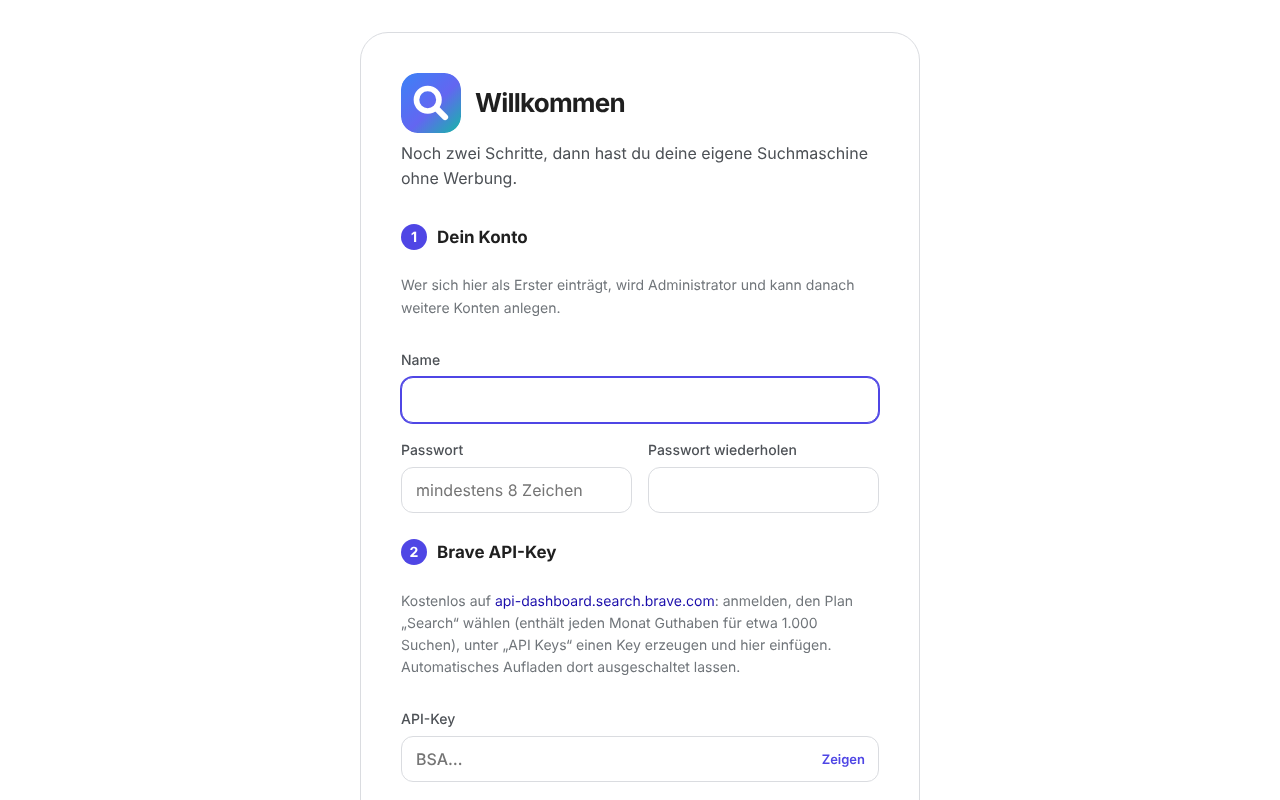 Willkommen
Noch zwei Schritte, dann hast du deine eigene Suchmaschine
ohne Werbung.
1 Dein Konto
Wer sich hier als Erster einträgt, wird Administrator und kann danach
weitere Konten anlegen.
Name
Passwort Passwort wiederholen
mindestens 8 Zeichen
2 Brave API-Key
Kostenlos auf api-dashboard.search.brave.com: anmelden, den Plan
„Search“ wählen (enthält jeden Monat Guthaben für etwa 1.000
Suchen), unter „API Keys“ einen Key erzeugen und hier einfügen.
Automatisches Aufladen dort ausgeschaltet lassen.
API-Key
BSA... Zeigen